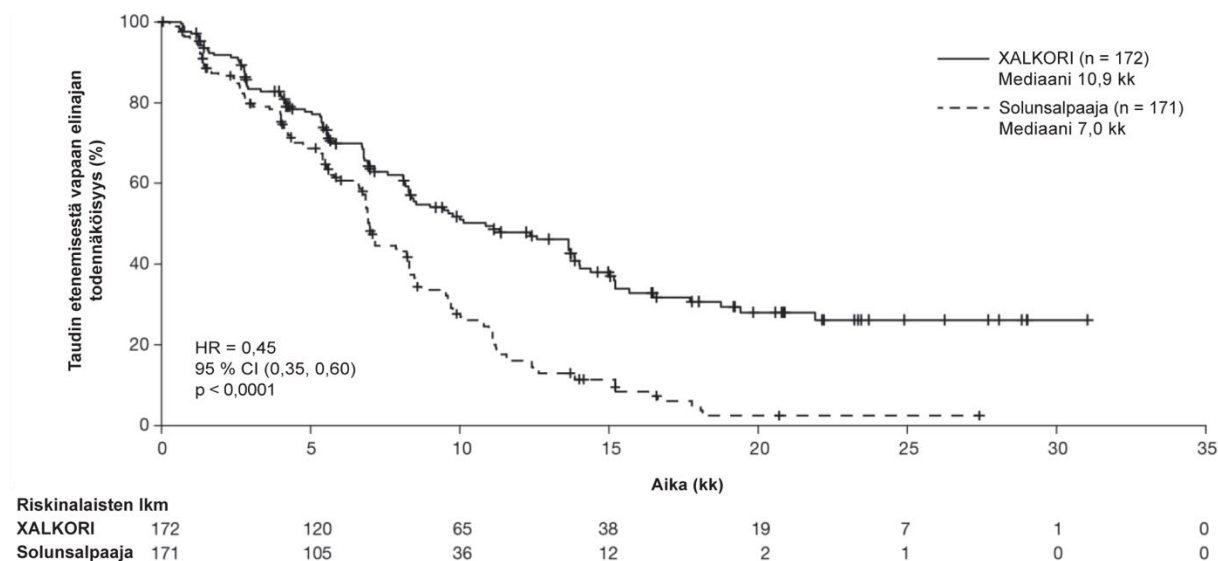 Taudin etenemisestä vapaan elinajan
todennäköisyys (%)
100
80
60
40
20
0
XALKORI (n = 172)
Mediaani 10,9 kk
Solunsalpaaja (n = 171)
Mediaani 7,0 kk
HR = 0,45
95 % CI (0,35, 0,60)
p < 0,0001
0 5 10 15 20 25 30 35
Aika (kk)
Riskinalaisten lkm
XALKORI 172 120 65 38 19 7 1 0
Solunsalpaaja 171 105 36 12 2 1 0 0